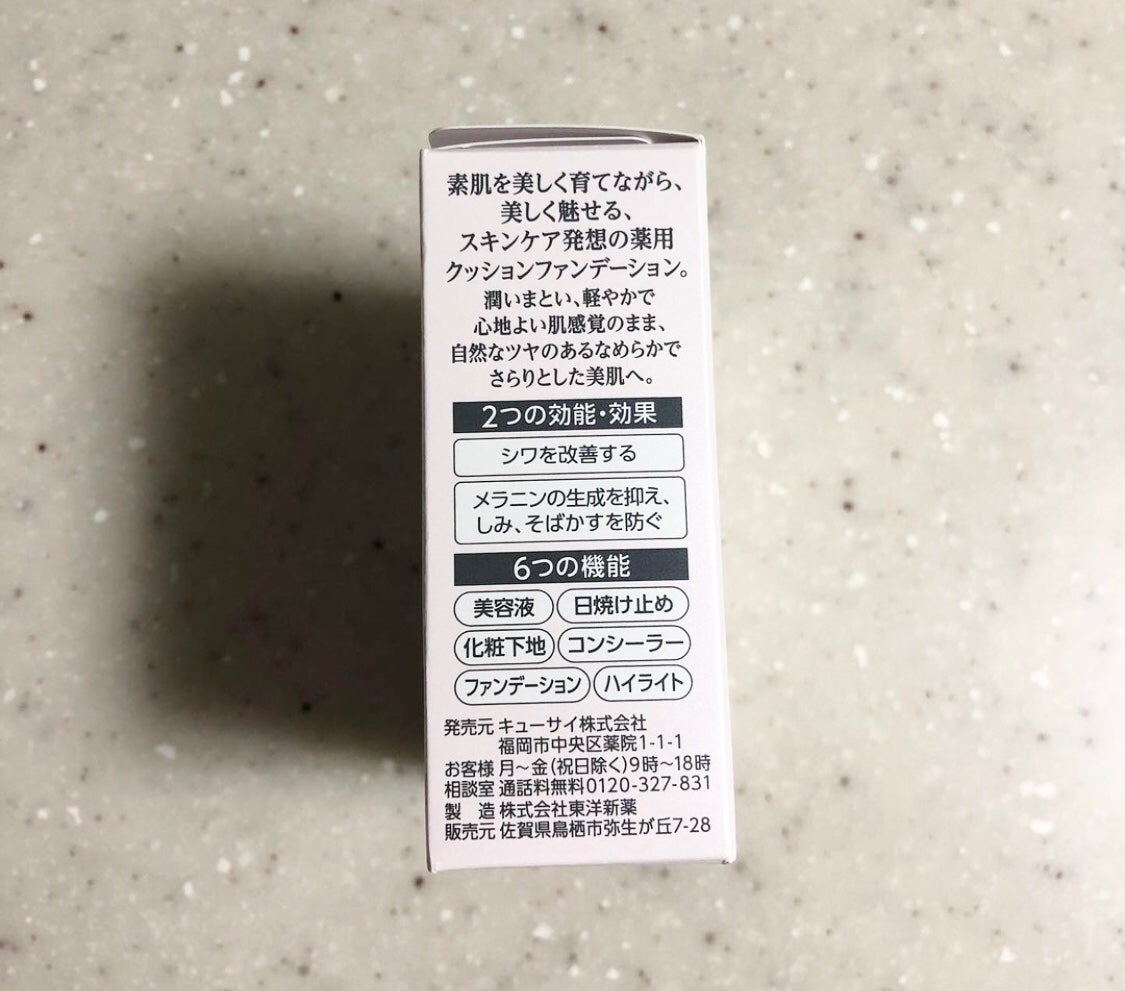 素肌を美しく育てながら、
美しく魅せる、
スキンケア発想の薬用
クッションファンデーション。
潤いまとい、軽やかで
心地よい肌感覚のまま、
自然なツヤのあるなめらかで
さらりとした美肌へ。
2つの効能・効果
シワを改善する
メラニンの生成を抑え、
しみ、そばかすを防ぐ
6つの機能
美容液 日焼け止め
化粧下地 コンシーラー
ファンデーション ハイライト
発売元 キューサイ株式会社
福岡市中央区薬院1-1-1
お客様 月～金(祝日除く)9時～18時
相談室 通話料無料0120-327-831
製 造 株式会社東洋新薬
販売元 佐賀県鳥栖市弥生が丘7-28